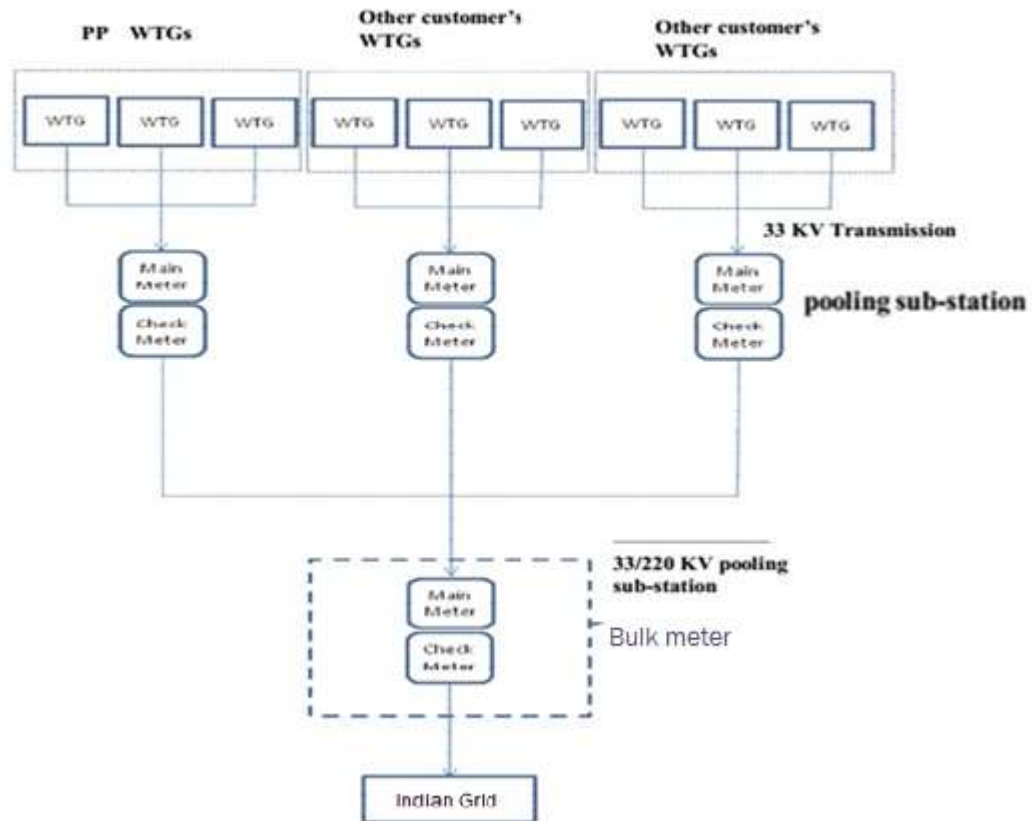 PP WTGs
Other customer's
WTGs
Other customer's
WTGs
WTG
WTG
WTG
WTG
WTG
WTG
WTG
WTG
WTG
33 KV Transmission
Main
Meter
Check
Meter
Main
Meter
Check
Meter
Main
Meter
Check
Meter
pooling sub-station
33/220 KV pooling
sub-station
Main
Meter
Check
Meter
Bulk meter
Indian Grid